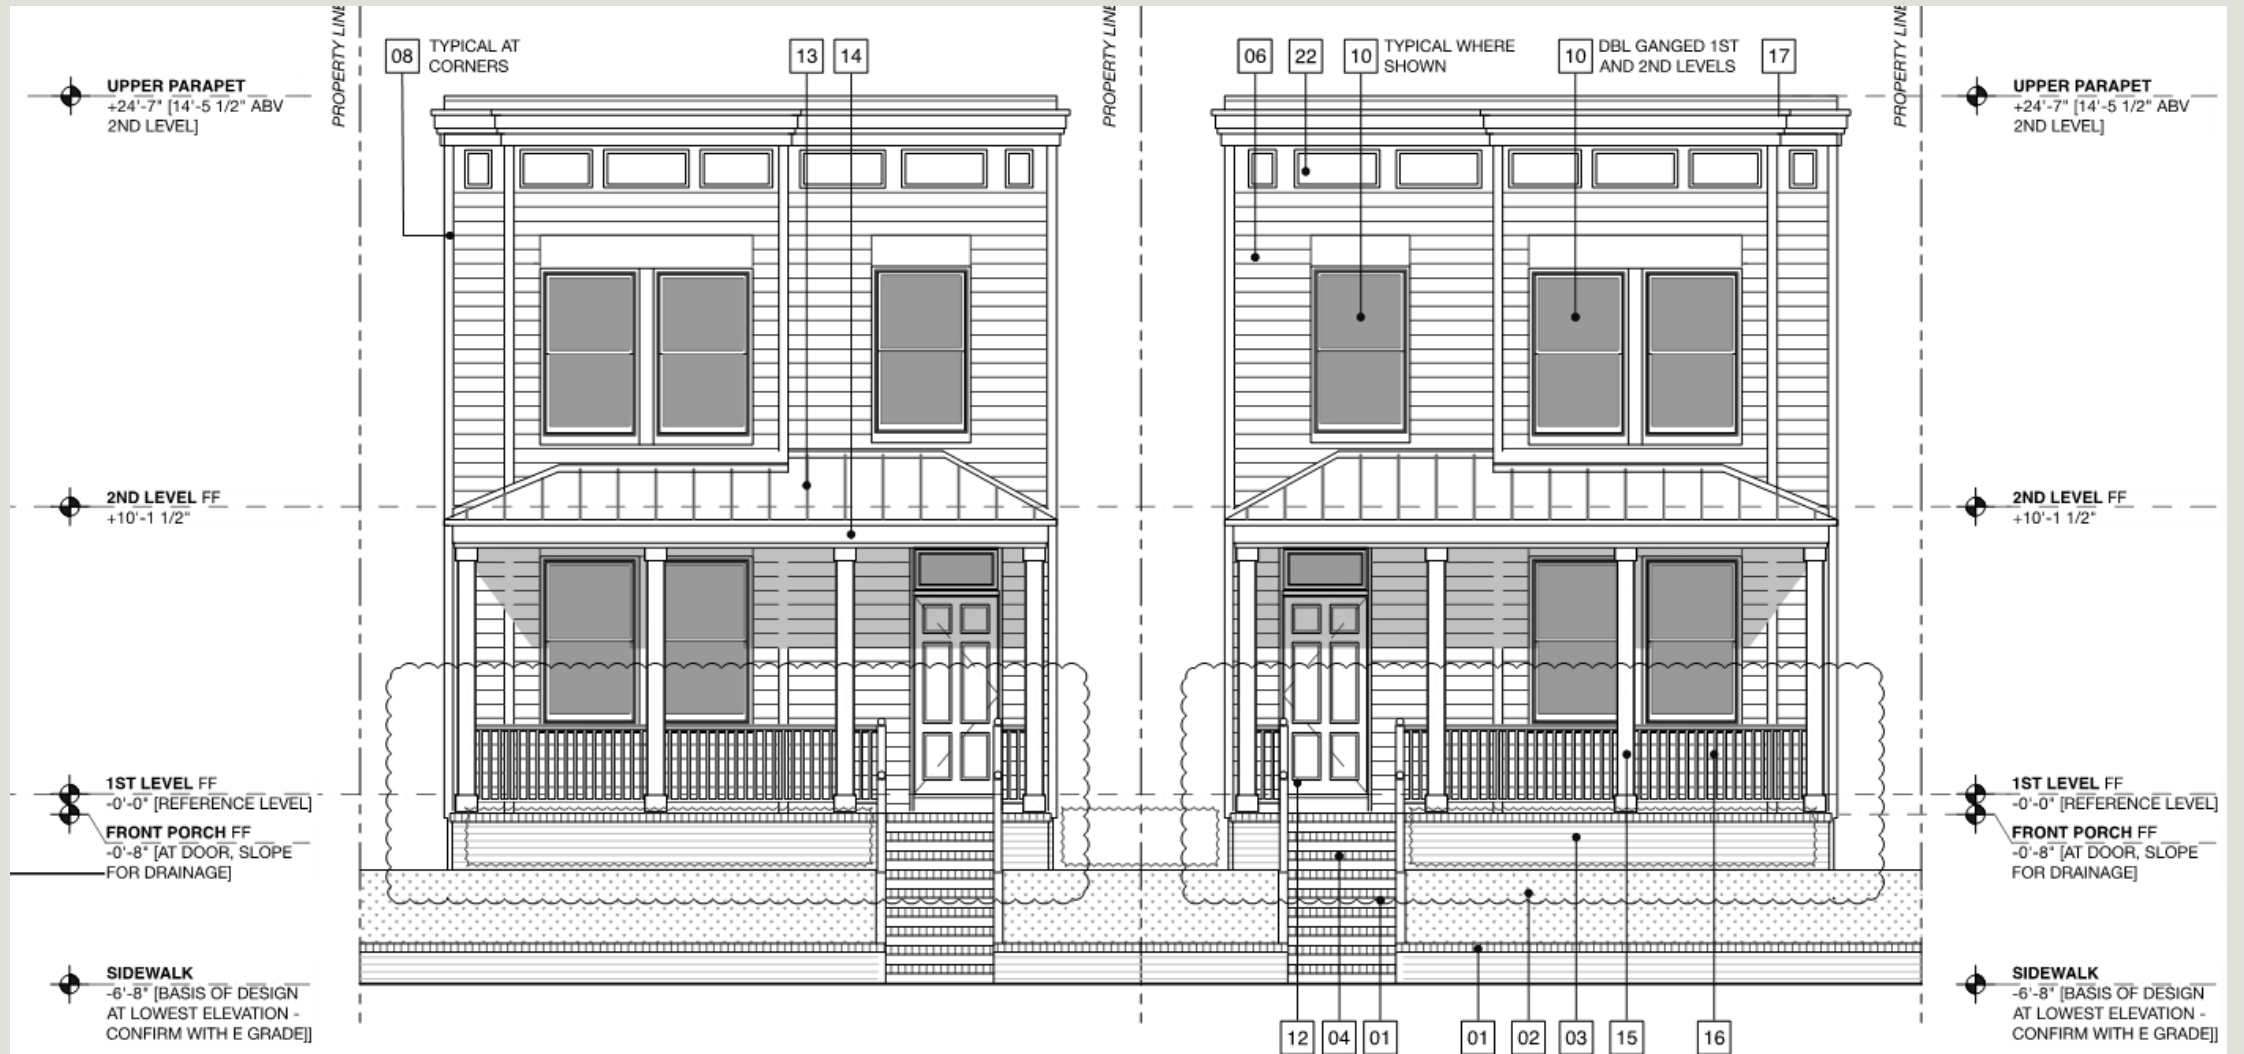 PROPERTY LINE
PROPERTY LINE
PROPERTY LINE
08 TYPICAL AT
CORNERS
13 14
06 22 10 TYPICAL WHERE
SHOWN
10 DBL GANGED 1ST
AND 2ND LEVELS
17
UPPER PARAPET
+24'-7" [14'-5 1/2" ABV
2ND LEVEL]
UPPER PARAPET
+24'-7" [14'-5 1/2" ABV
2ND LEVEL]
2ND LEVEL FF
+10'-1 1/2"
2ND LEVEL FF
+10'-1 1/2"
1ST LEVEL FF
-0'-0" [REFERENCE LEVEL]
FRONT PORCH FF
-0'-8" [AT DOOR, SLOPE
FOR DRAINAGE]
1ST LEVEL FF
-0'-0" [REFERENCE LEVEL]
FRONT PORCH FF
-0'-8" [AT DOOR, SLOPE
FOR DRAINAGE]
SIDEWALK
-6'-8" [BASIS OF DESIGN
AT LOWEST ELEVATION -
CONFIRM WITH E GRADE]]
SIDEWALK
-6'-8" [BASIS OF DESIGN
AT LOWEST ELEVATION -
CONFIRM WITH E GRADE]]
12 04 01 01 02 03 15 16